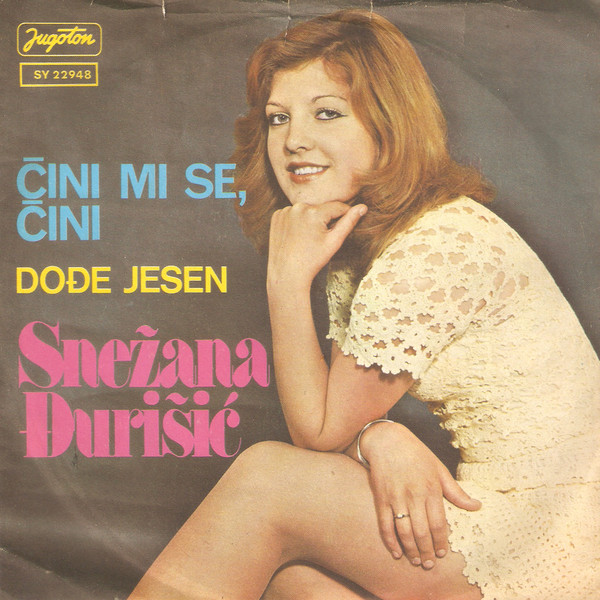 Jugoton
SY 22948
ČINI MI SE,
ČINI
DOĐE JESEN
Snežana
Đurišić